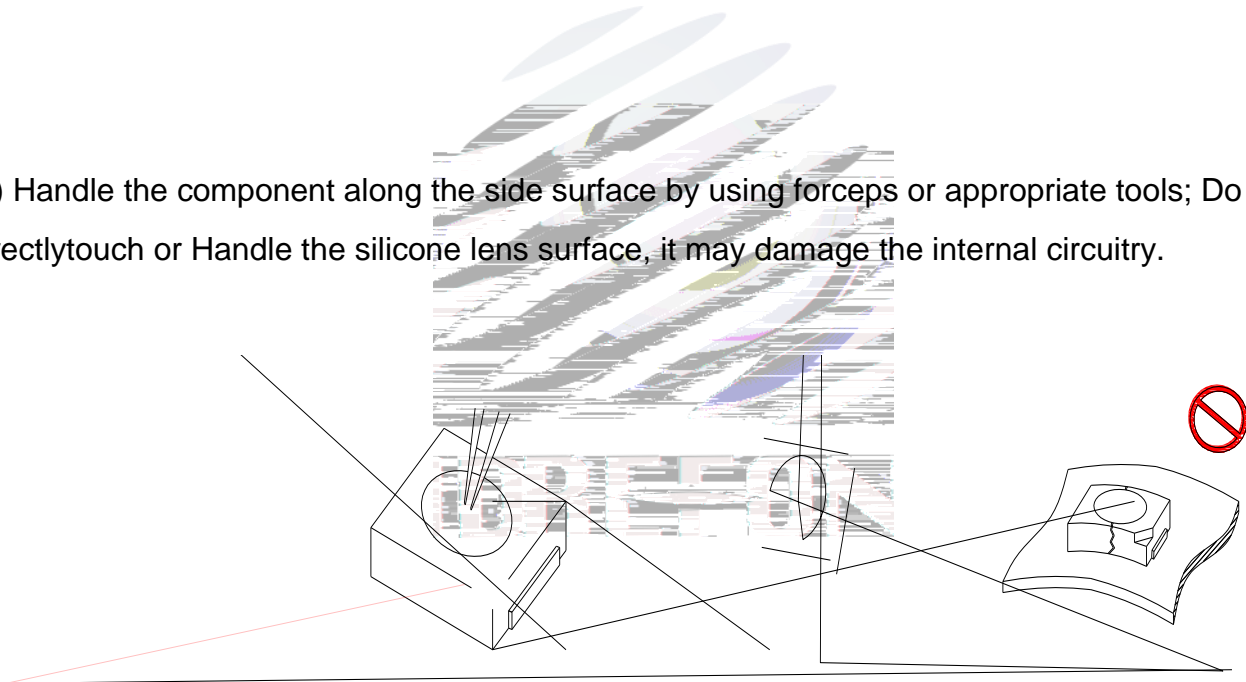 ) Handle the component along the side surface by using forceps or appropriate tools; Do
ectlytouch or Handle the silicone lens surface, it may damage the internal circuitry.